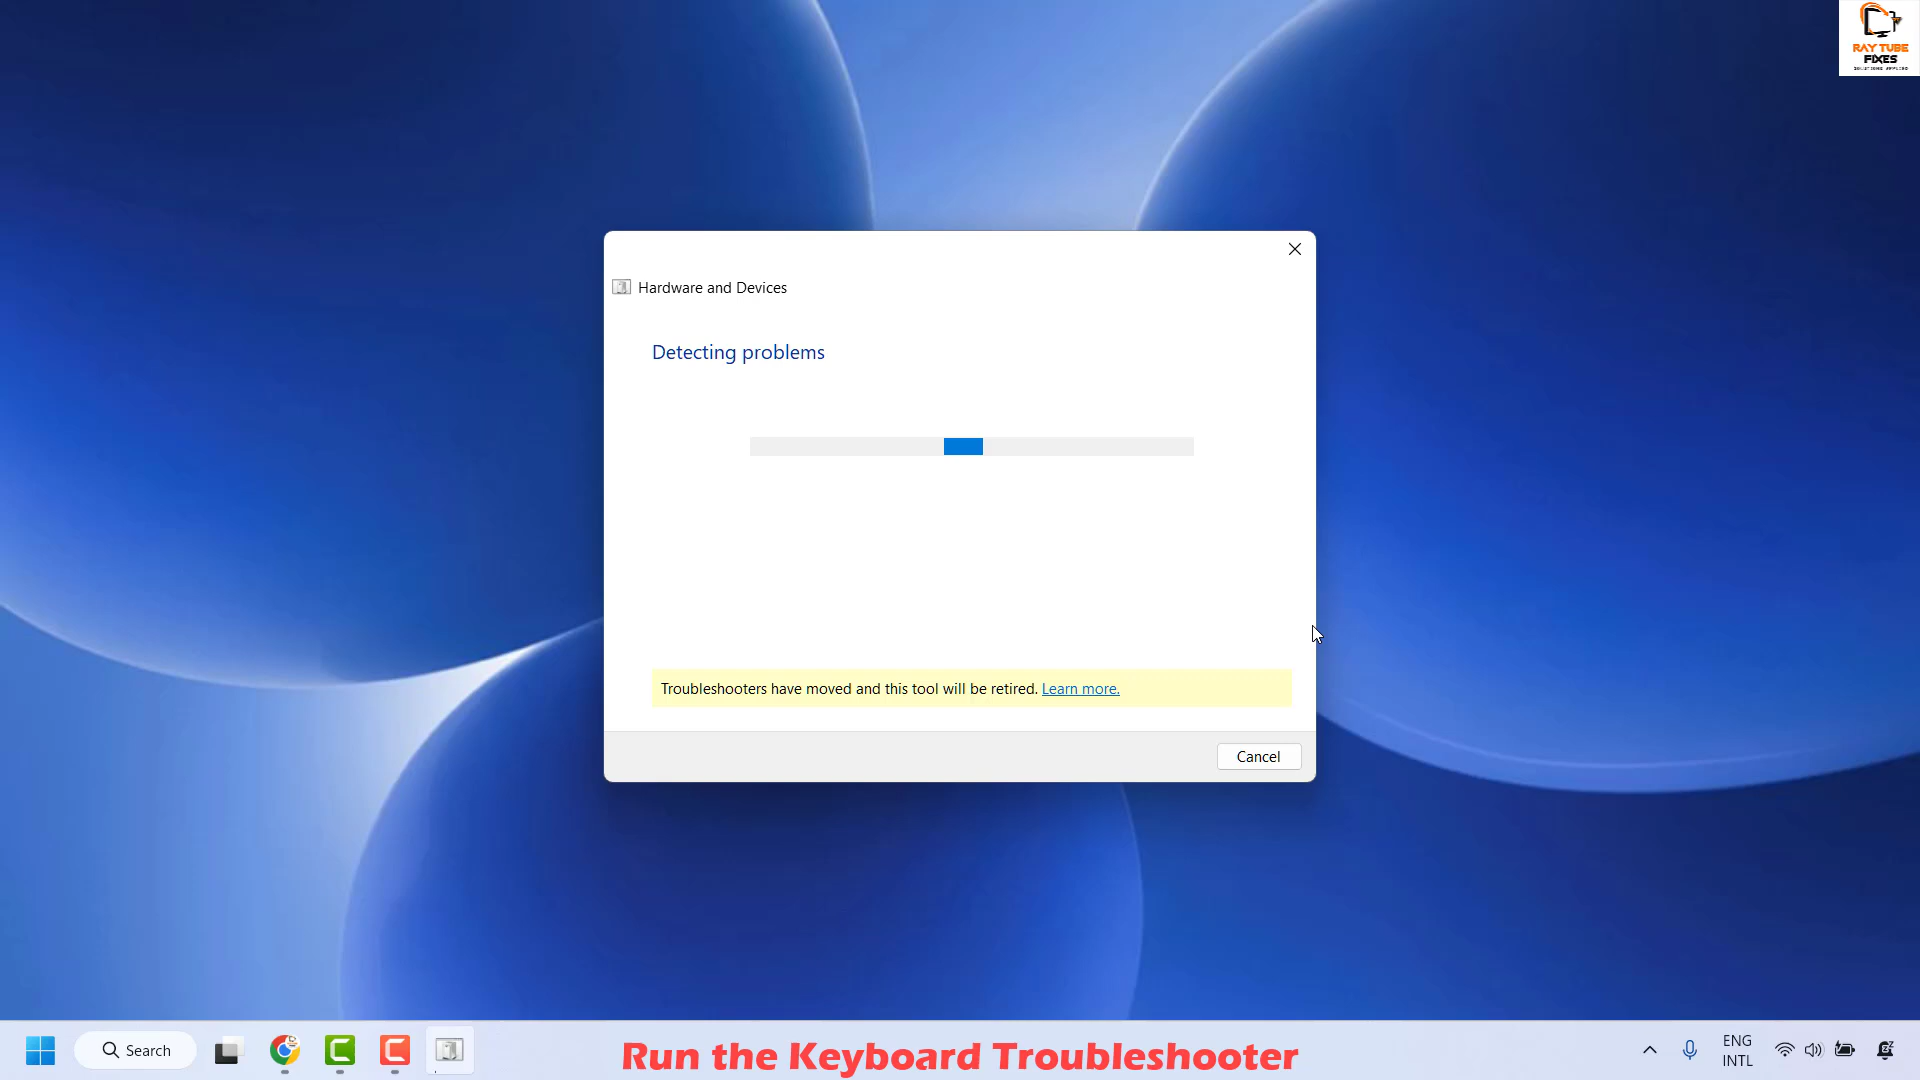 RAY TUBE
FIXES
Hardware and Devices
Detecting problems
Troubleshooters have moved and this tool will be retired. Learn more.
Cancel
Search
Run the Keyboard Troubleshooter
ENG
INTL